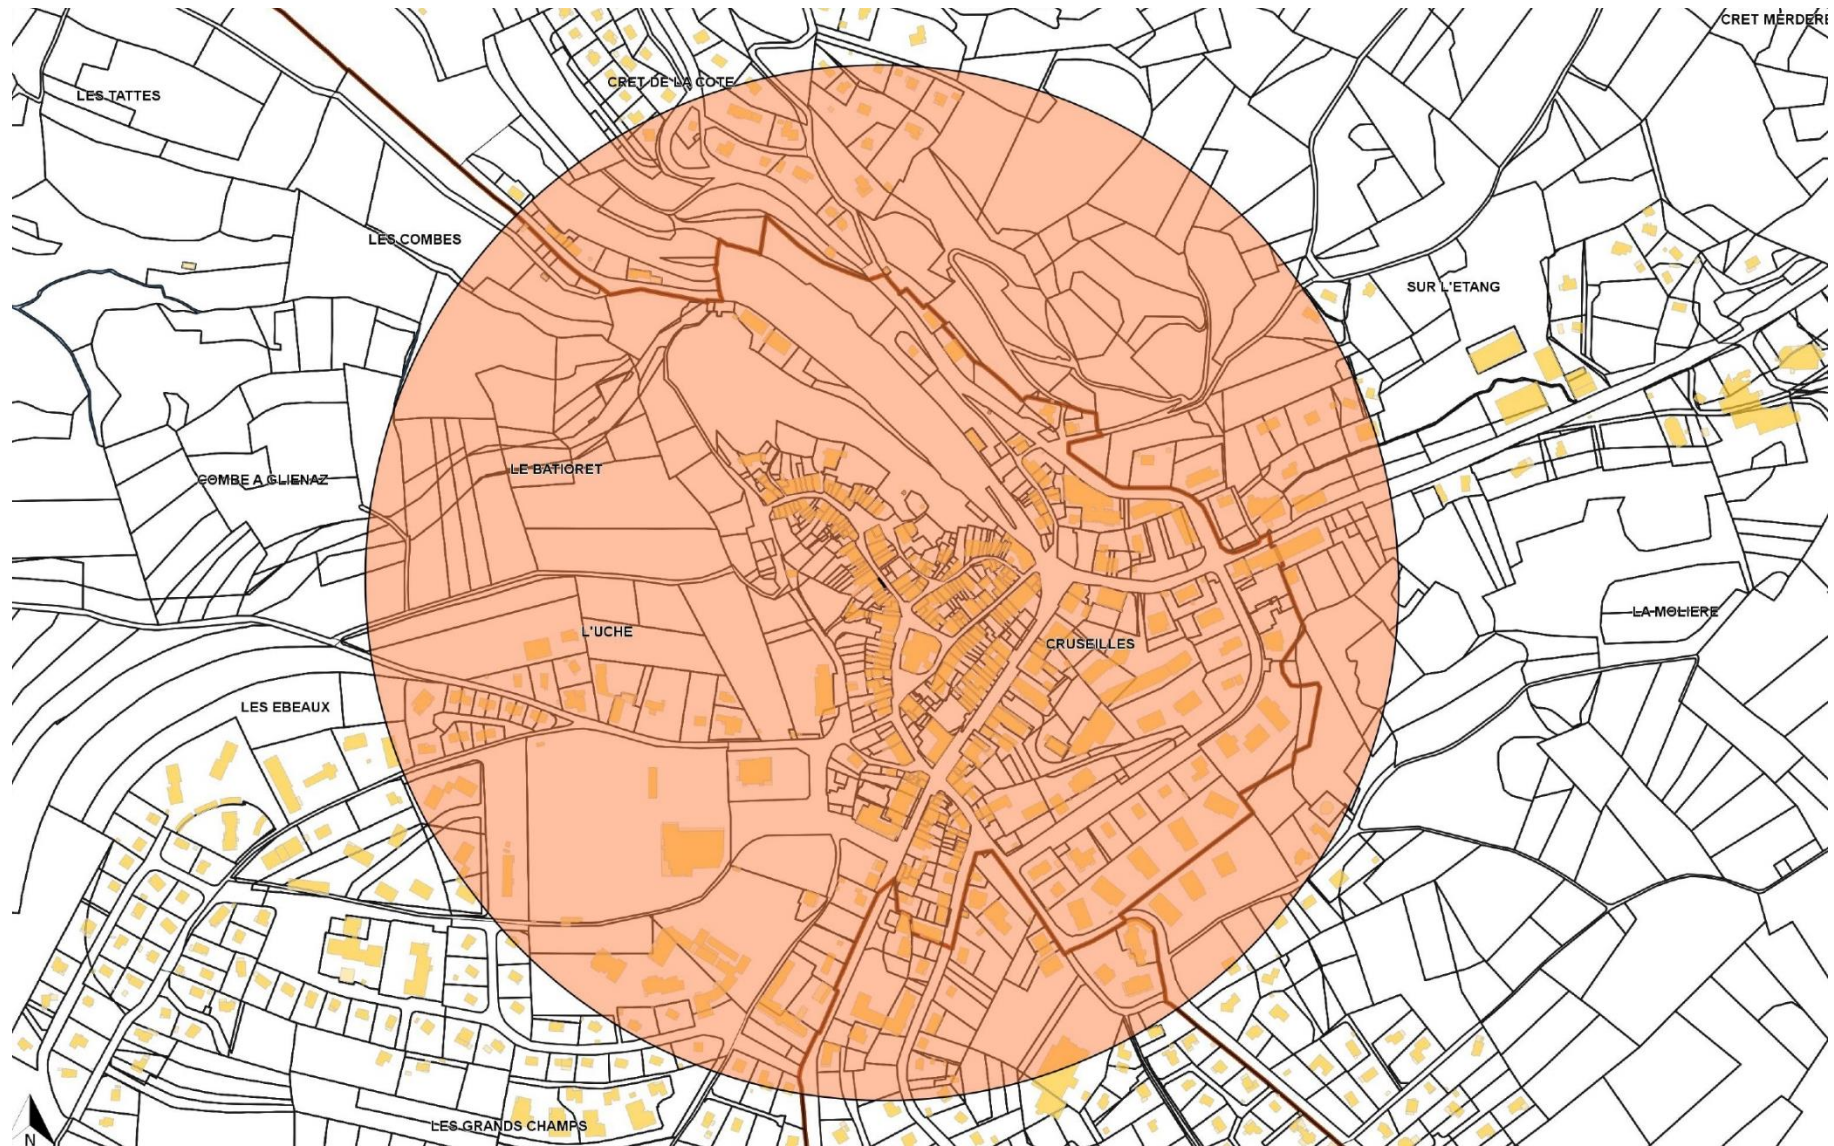 CRET MERDERE
CRET DE LA COTE
LES TATTES
LES COMBES
SUR L'ETANG
LE BATIORET
COMBE A GLIENAZ
LA MOLIERE
L'UCHE
CRUSEILLES
LES EBEAUX
LES GRANDS CHAMPS
N